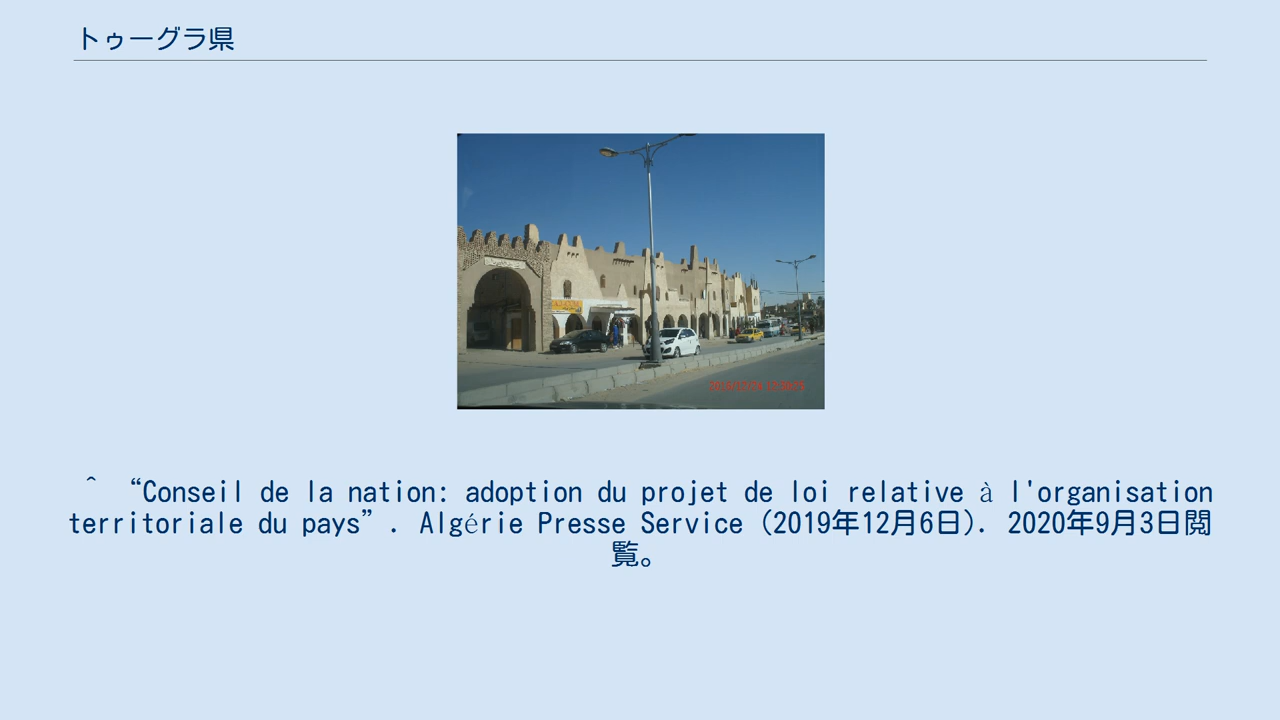 トゥーグラ県
^ “Conseil de la nation: adoption du projet de loi relative à l'organisation
territoriale du pays”. Algérie Presse Service (2019年12月6日). 2020年9月3日閲
覧。